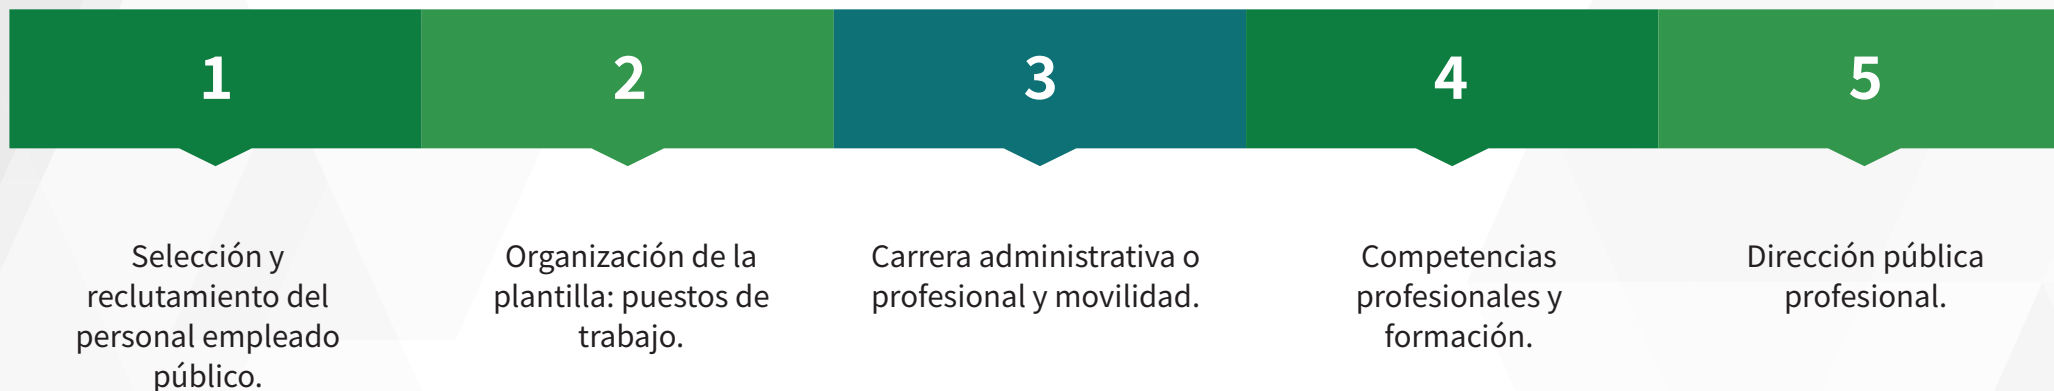 1
Selección y
reclutamiento del
personal empleado
público.
2
Organización de la
plantilla: puestos de
trabajo.
3
Carrera administrativa o
profesional y movilidad.
4
Competencias
profesionales y
formación.
5
Dirección pública
profesional.